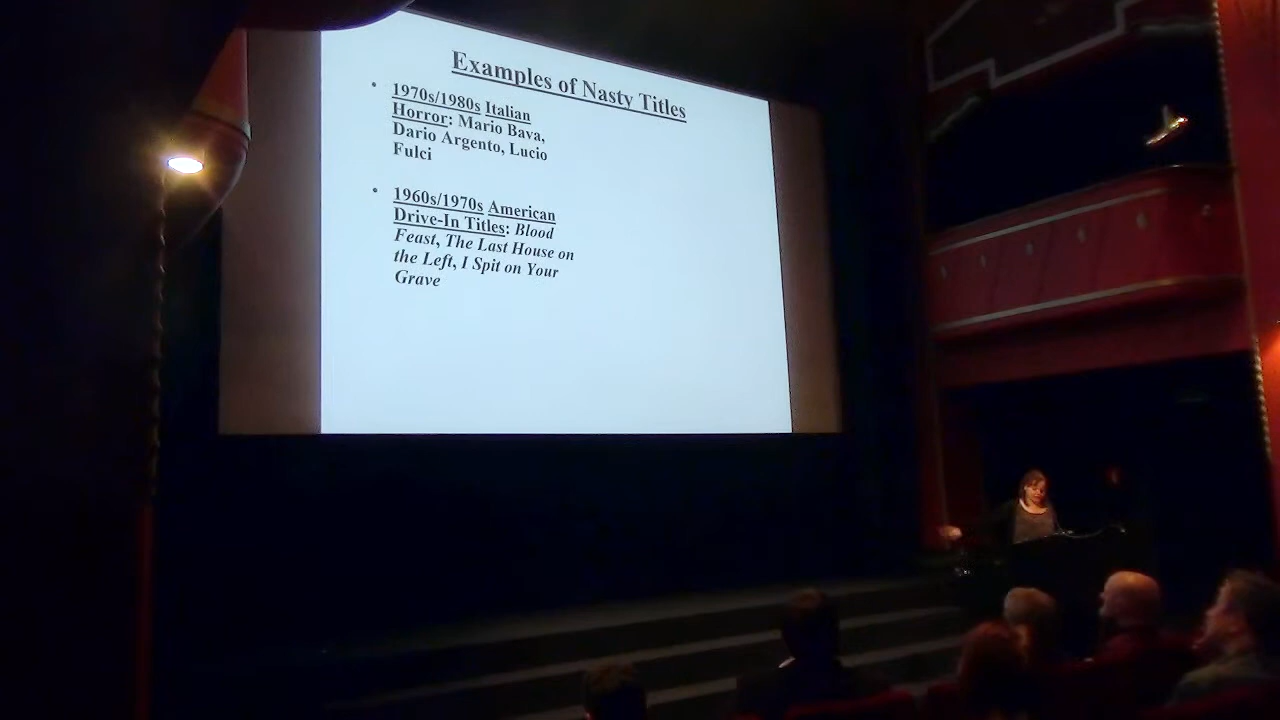 Examples of Nasty Titles
• 1970s/1980s Italian
Horror: Mario Bava,
Dario Argento, Lucio
Fulci
• 1960s/1970s American
Drive-In Titles: Blood
Feast, The Last House on
the Left, I Spit on Your
Grave